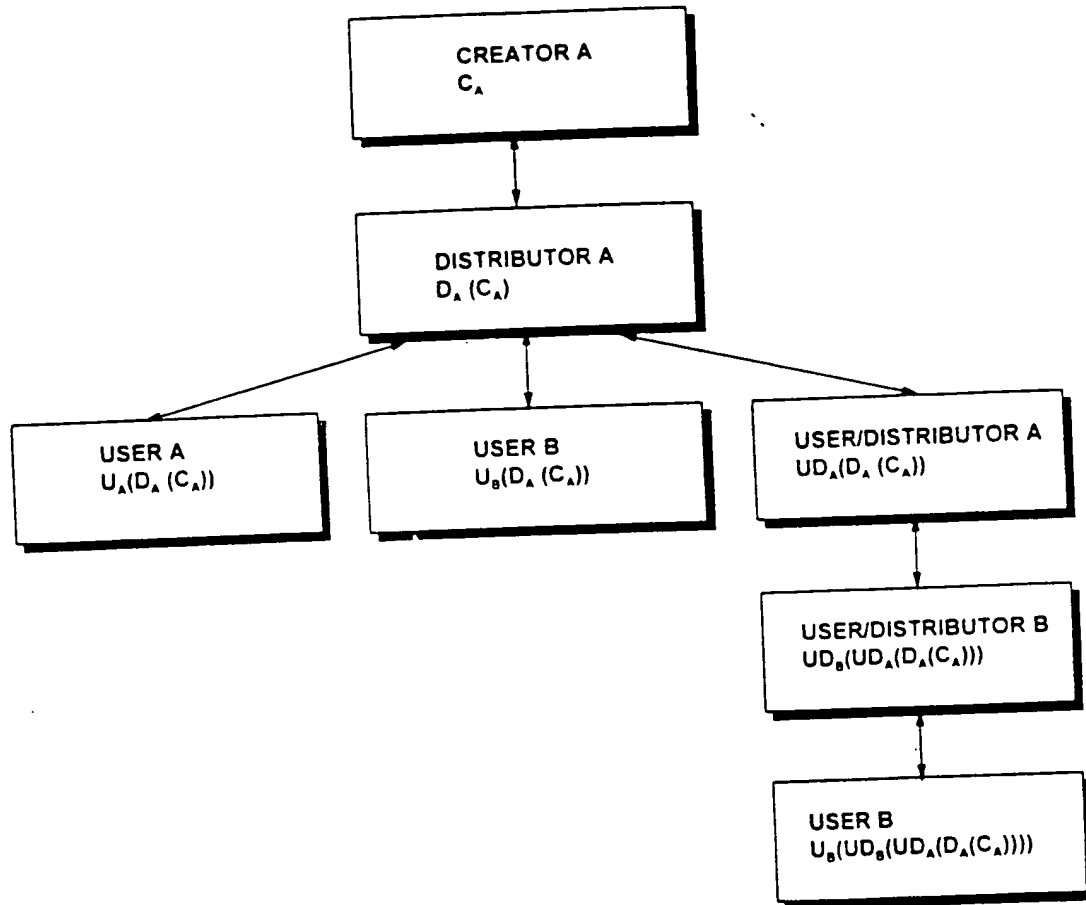 CREATOR A
C_A
DISTRIBUTOR A
D_A (C_A)
USER A
U_A(D_A (C_A))
USER B
U_B(D_A (C_A))
USER/DISTRIBUTOR A
UD_A(D_A (C_A))
USER/DISTRIBUTOR B
UD_B(UD_A(D_A(C_A)))
USER B
U_B(UD_B(UD_A(D_A(C_A))))